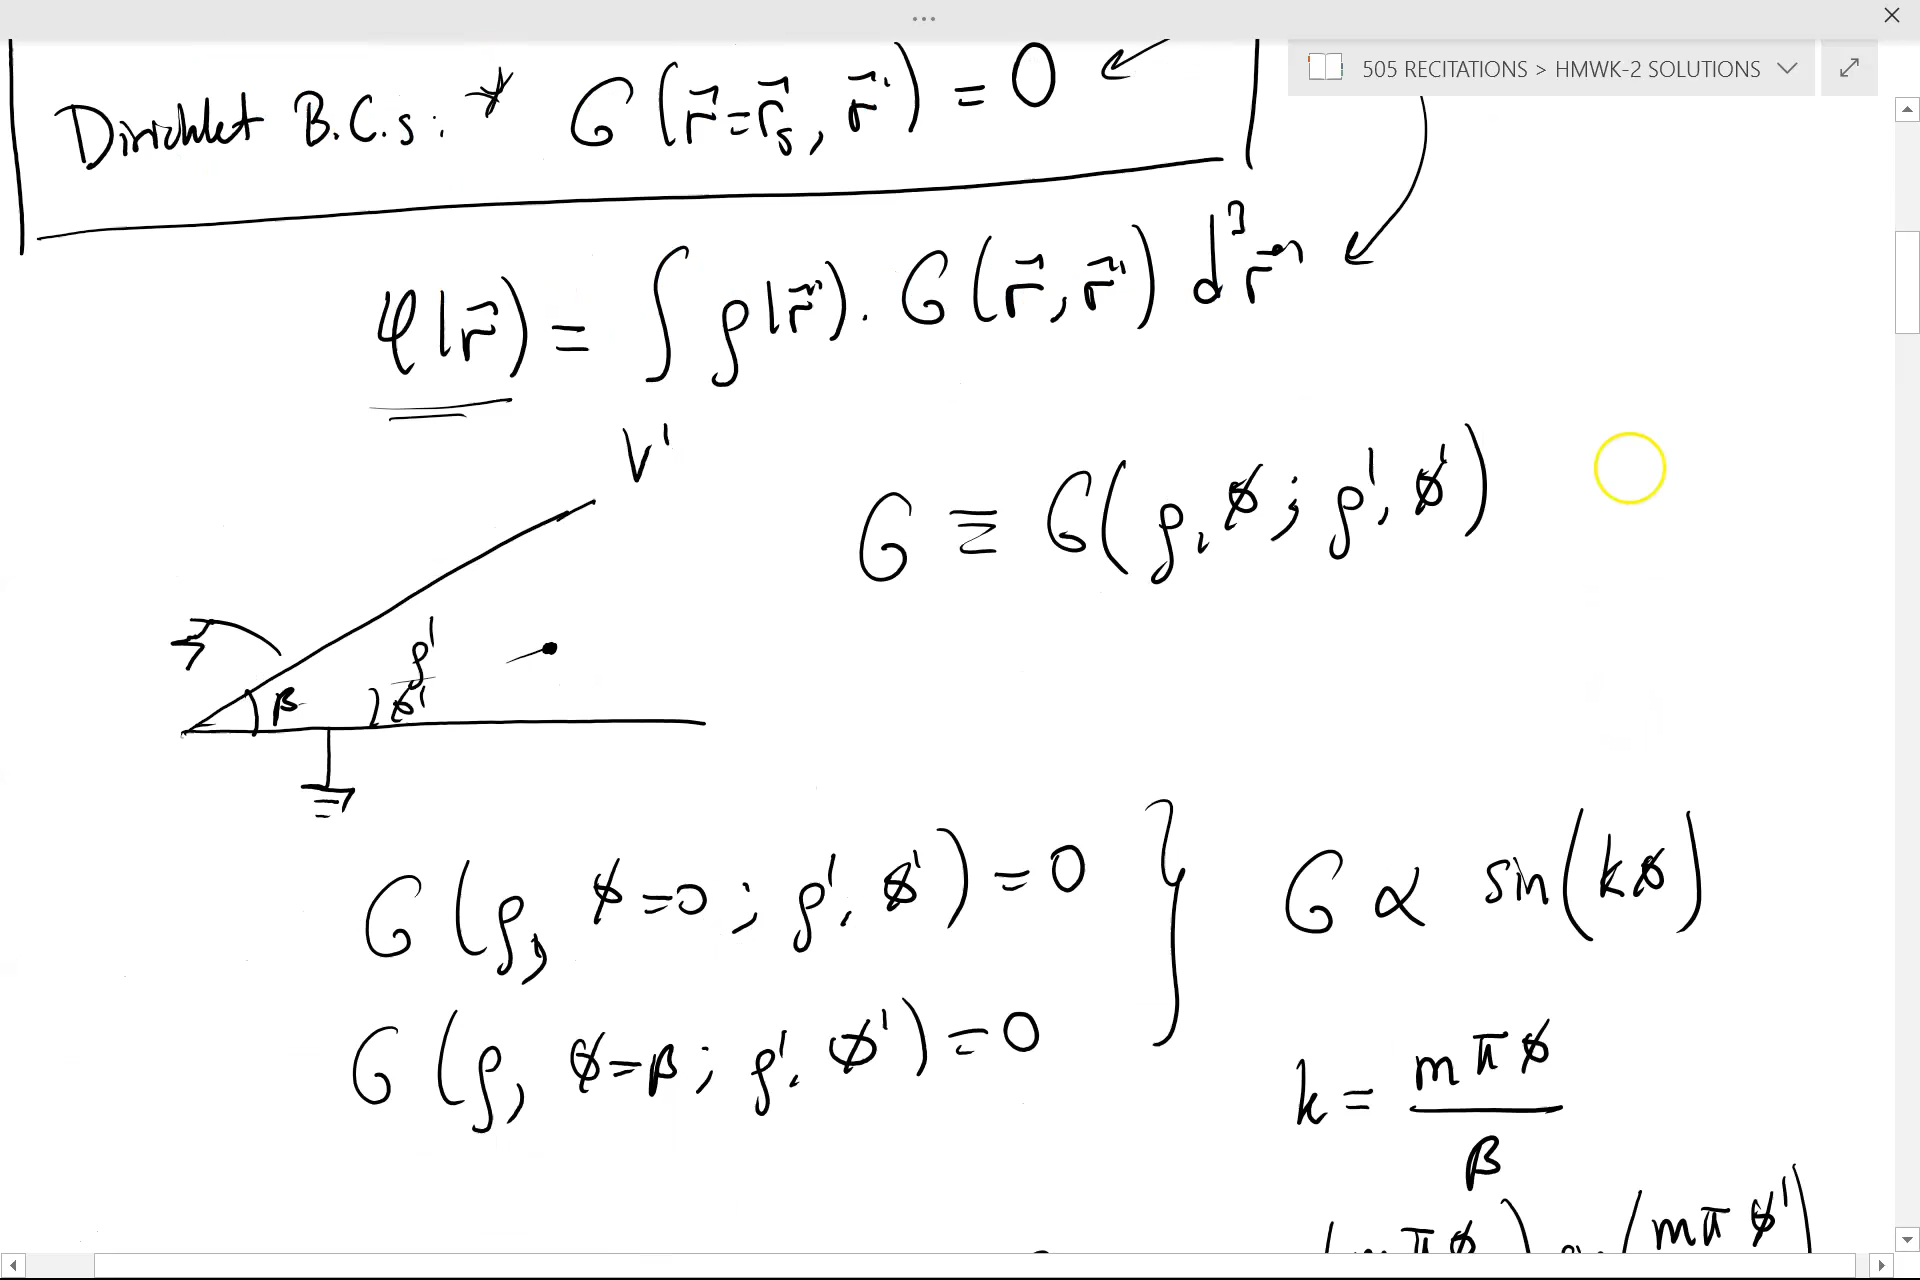 505 RECITATIONS > HMWK-2 SOLUTIONS
Dirichlet B.C.s: * G(r⃗=r⃗ₛ, r⃗') = 0
φ(r⃗) = ∫ρ(r⃗'')·G(r⃗, r⃗'') d³r⃗''
V'
G ≡ G(ρ, ϕ; ρ', ϕ')
ρ'
β
ϕ'
G(ρ, ϕ=0; ρ', ϕ') = 0
G ∝ sin(kϕ)
G(ρ, ϕ=β; ρ', ϕ') = 0
k = mπϕ/β